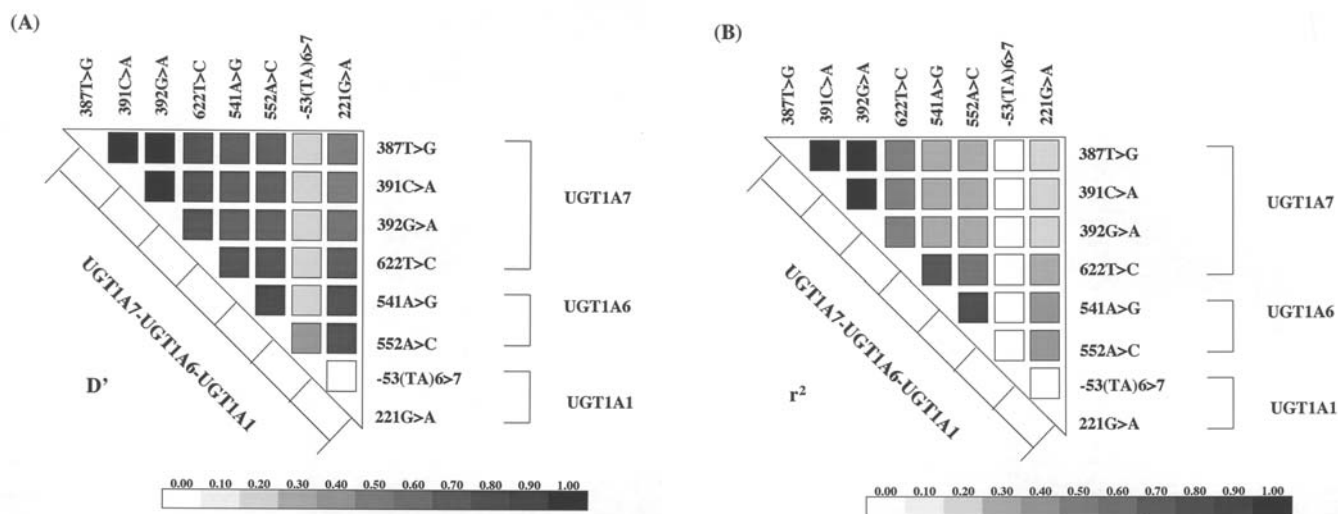 (A)
387T>G
391C>A
392G>A
622T>C
541A>G
552A>C
-53(TA)6>7
221G>A
387T>G
391C>A
392G>A
622T>C
541A>G
552A>C
-53(TA)6>7
221G>A
UGT1A7
UGT1A6
UGT1A1
UGT1A7-UGT1A6-UGT1A1
D’
0.00 0.10 0.20 0.30 0.40 0.50 0.60 0.70 0.80 0.90 1.00
(B)
387T>G
391C>A
392G>A
622T>C
541A>G
552A>C
-53(TA)6>7
221G>A
387T>G
391C>A
392G>A
622T>C
541A>G
552A>C
-53(TA)6>7
221G>A
UGT1A7
UGT1A6
UGT1A1
UGT1A7-UGT1A6-UGT1A1
r²
0.00 0.10 0.20 0.30 0.40 0.50 0.60 0.70 0.80 0.90 1.00